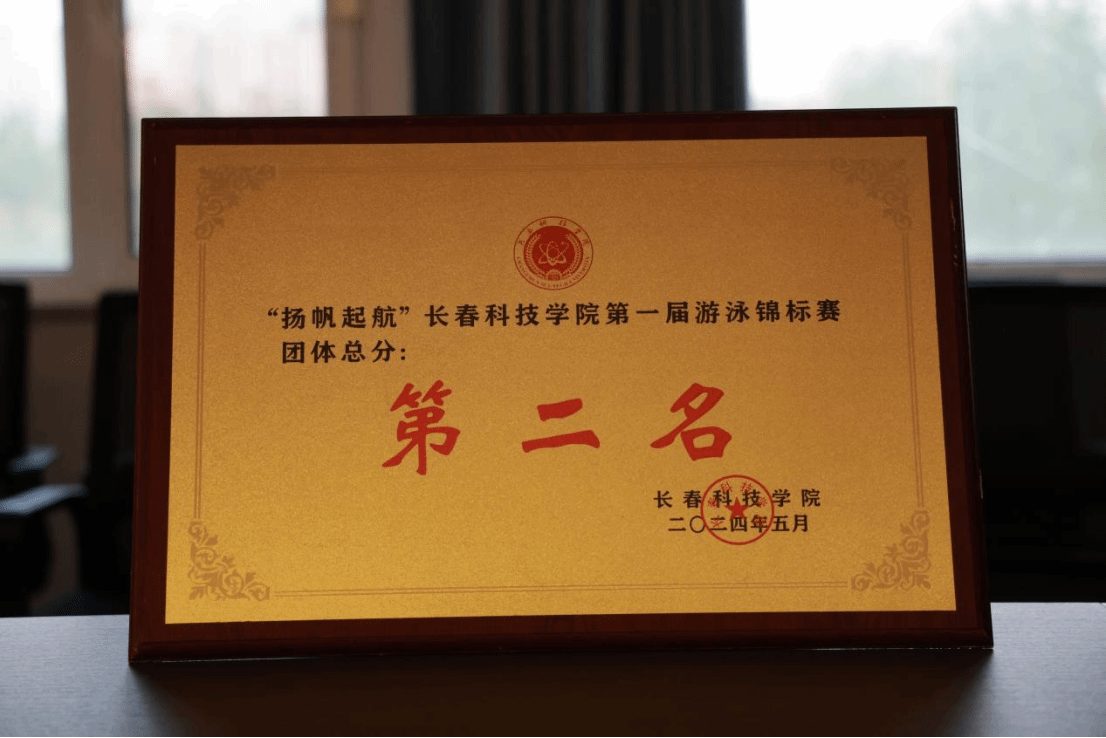 “扬帆起航”长春科技学院第一届游泳锦标赛
团体总分:
第二名
长春科技学院
二〇二四年五月